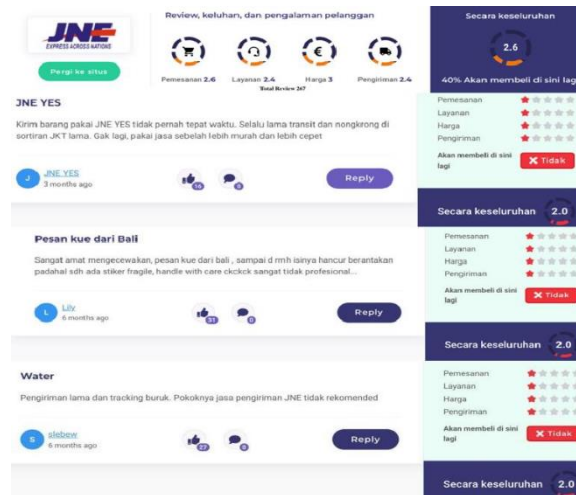 JNE
EXPRESS ACROSS NATIONS
Pergi ke situs
Review, keluhan, dan pengalaman pelanggan
Pemesanan 2.6
Layanan 2.4
Harga 3
Pengiriman 2.4
Total Review 267
Secara keseluruhan
2.6
40% Akan membeli di sini lag
JNE YES
Kirim barang pakai JNE YES tidak pernah tepat waktu. Selalu lama transit dan nongkrong di
sortiran JKT lama. Gak lagi, pakai jasa sebelah lebih murah dan lebih cepet
J
JNE YES
3 months ago
16
Reply
Pemesanan
Layanan
Harga
Pengiriman
Akan membeli di sini
lagi
Tidak
Secara keseluruhan 2.0
Pesan kue dari Bali
Sangat amat mengecewakan, pesan kue dari bali , sampai d rmh isinya hancur berantakan
padahal sdh ada stiker fragile, handle with care ckckck sangat tidak profesional...
L
Lily
6 months ago
31
0
Reply
Pemesanan
Layanan
Harga
Pengiriman
Akan membeli di sini
lagi
Tidak
Secara keseluruhan 2.0
Water
Pengiriman lama dan tracking buruk. Pokoknya jasa pengiriman JNE tidak rekomended
S
slebew
6 months ago
27
0
Reply
Pemesanan
Layanan
Harga
Pengiriman
Akan membeli di sini
lagi
Tidak
Secara keseluruhan 2.0